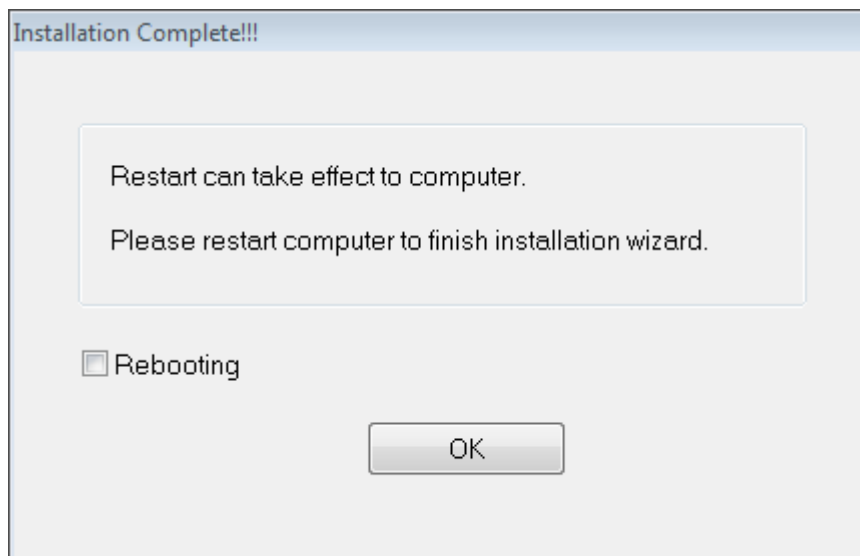 Installation Complete!!!
Restart can take effect to computer.
Please restart computer to finish installation wizard.
Rebooting
OK